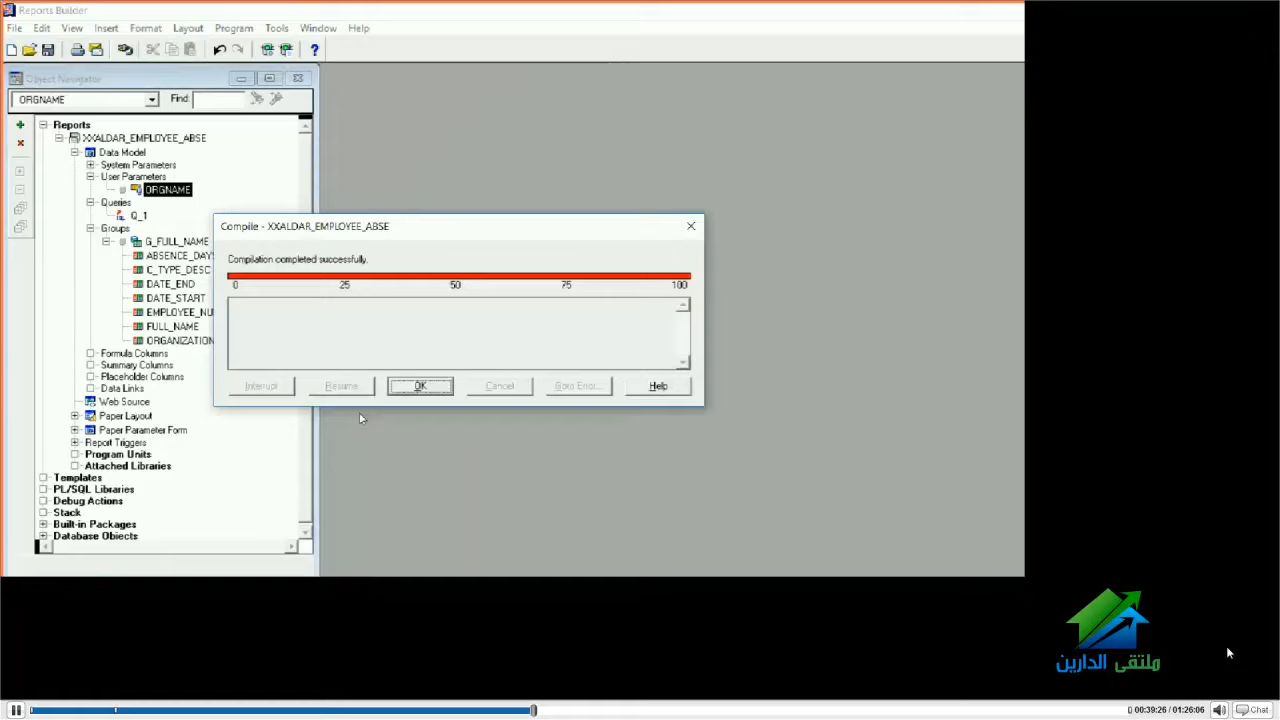 Reports Builder
File Edit View Insert Format Layout Program Tools Window Help
Object Navigator
ORGNAME Find:
Reports
XXALDAR_EMPLOYEE_ABSE
Data Model
System Parameters
User Parameters
ORGNAME
Queries
Q_1
Groups
G_FULL_NAME
ABSENCE_DAYS
C_TYPE_DESC
DATE_END
DATE_START
EMPLOYEE_NU
FULL_NAME
ORGANIZATION
Formula Columns
Summary Columns
Placeholder Columns
Data Links
Web Source
Paper Layout
Paper Parameter Form
Report Triggers
Program Units
Attached Libraries
Templates
PL/SQL Libraries
Debug Actions
Stack
Built-in Packages
Database Objects
Compile - XXALDAR_EMPLOYEE_ABSE
Compilation completed successfully.
0 25 50 75 100
Interrupt Resume OK Cancel Goto Error... Help
ملتقى الدارين
00:39:26 / 01:26:06 Chat